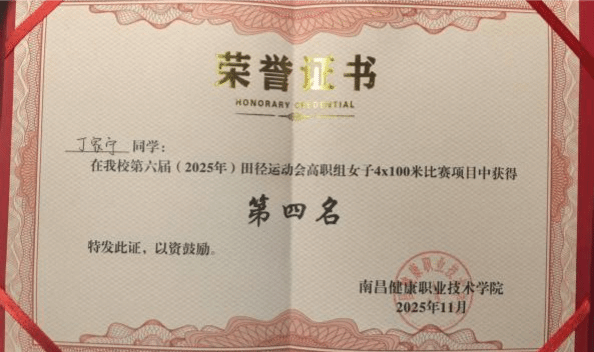 荣誉证书
HONORARY CREDENTIAL
丁家宁 同学：
在我校第六届（2025年）田径运动会高职组女子4x100米比赛项目中获得
第四名
特发此证，以资鼓励。
南昌健康职业技术学院
2025年11月